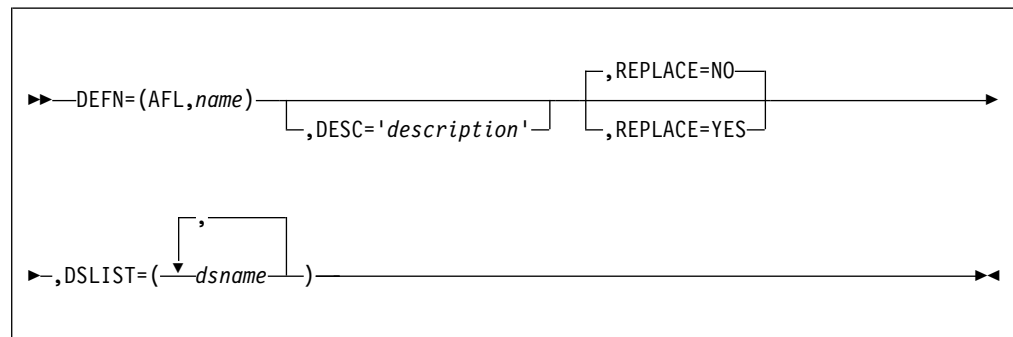 ,REPLACE=NO
DEFN=(AFL,name)
,DESC='description'
,REPLACE=YES
,
,DSLIST=( dsname )